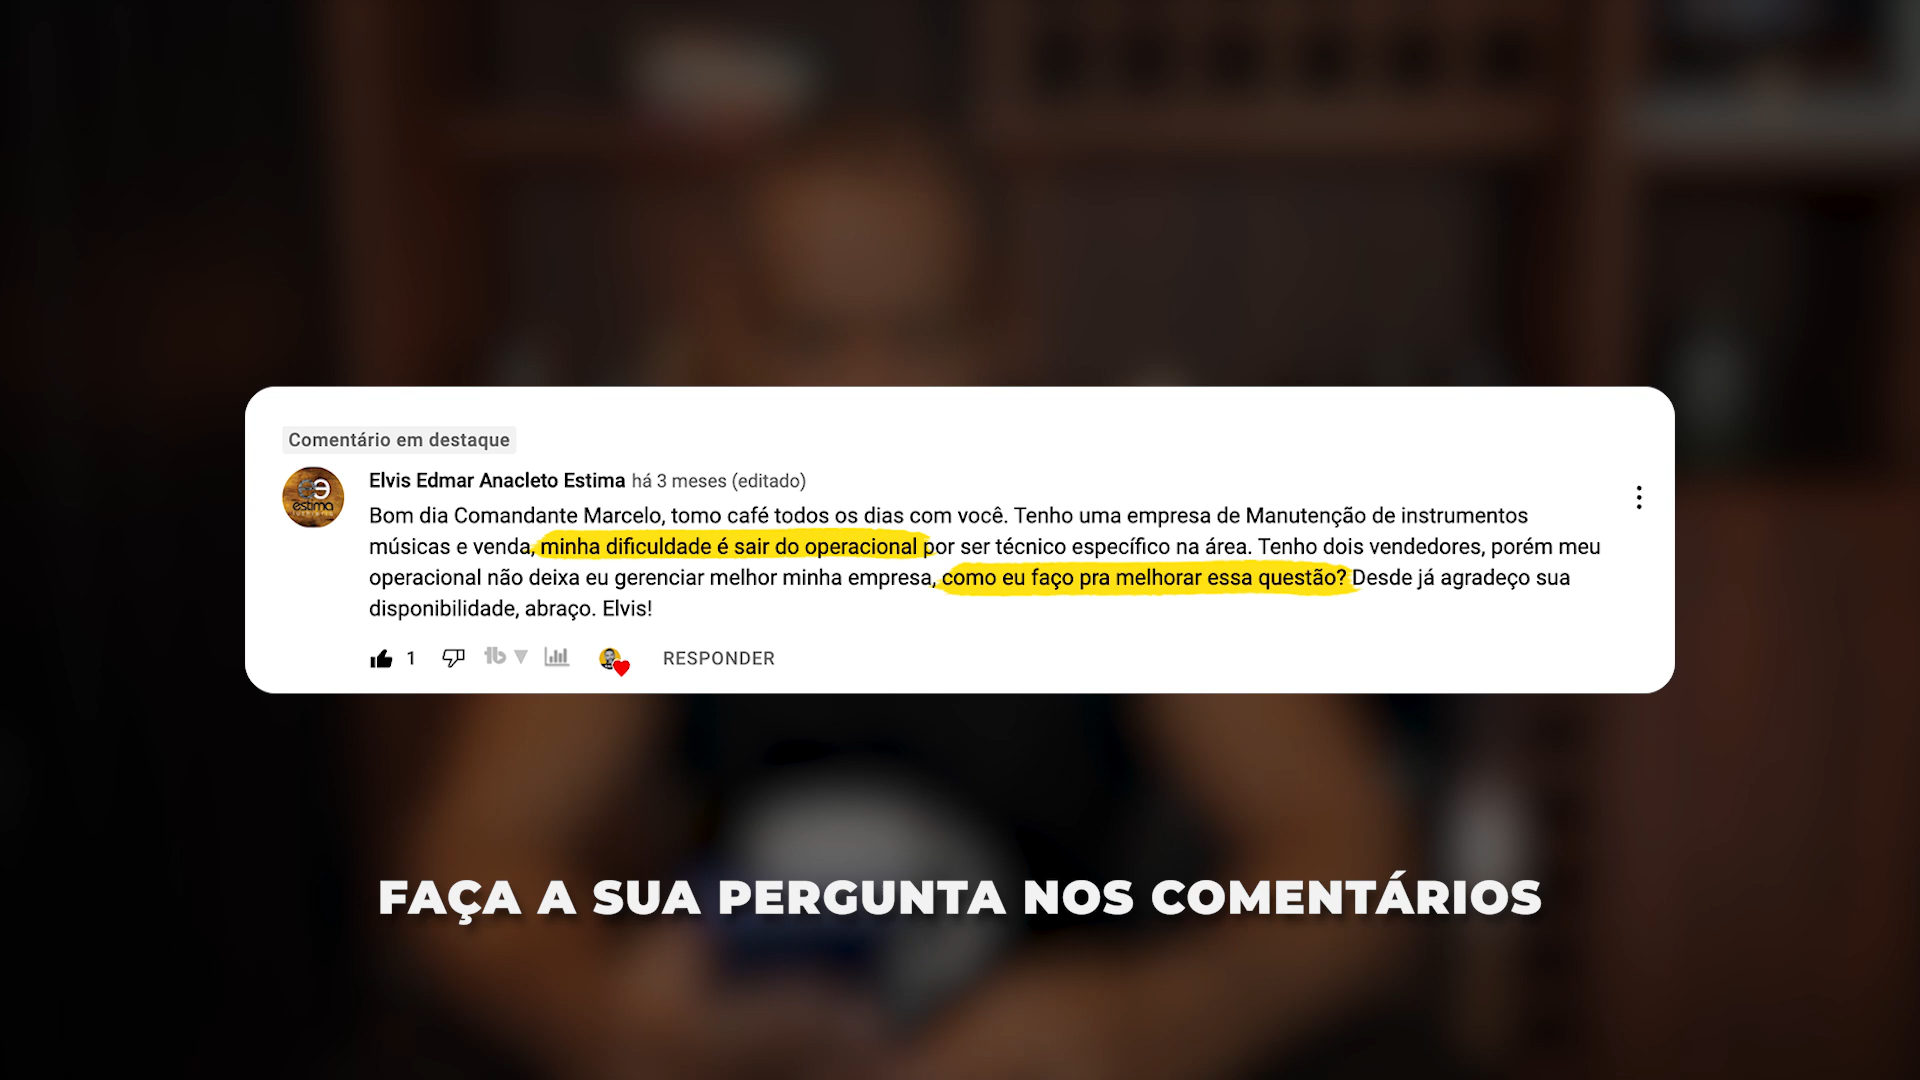 Comentário em destaque
Elvis Edmar Anacleto Estima há 3 meses (editado)
Bom dia Comandante Marcelo, tomo café todos os dias com você. Tenho uma empresa de Manutenção de instrumentos
músicas e venda, minha dificuldade é sair do operacional por ser técnico específico na área. Tenho dois vendedores, porém meu
operacional não deixa eu gerenciar melhor minha empresa, como eu faço pra melhorar essa questão? Desde já agradeço sua
disponibilidade, abraço. Elvis!
estima
1
tb
RESPONDER
FAÇA A SUA PERGUNTA NOS COMENTÁRIOS